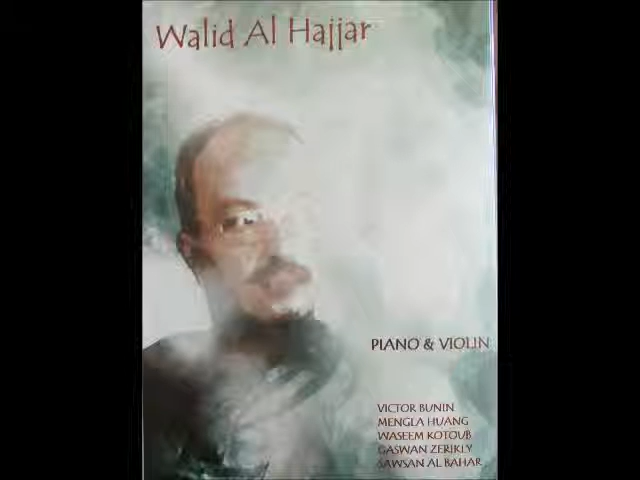 Walid Al Hajjar
PIANO & VIOLIN
VICTOR BUNIN
MENGLA HUANG
WASEEM KOTOUB
GASWAN ZERIKLY
SAWSAN AL BAHAR